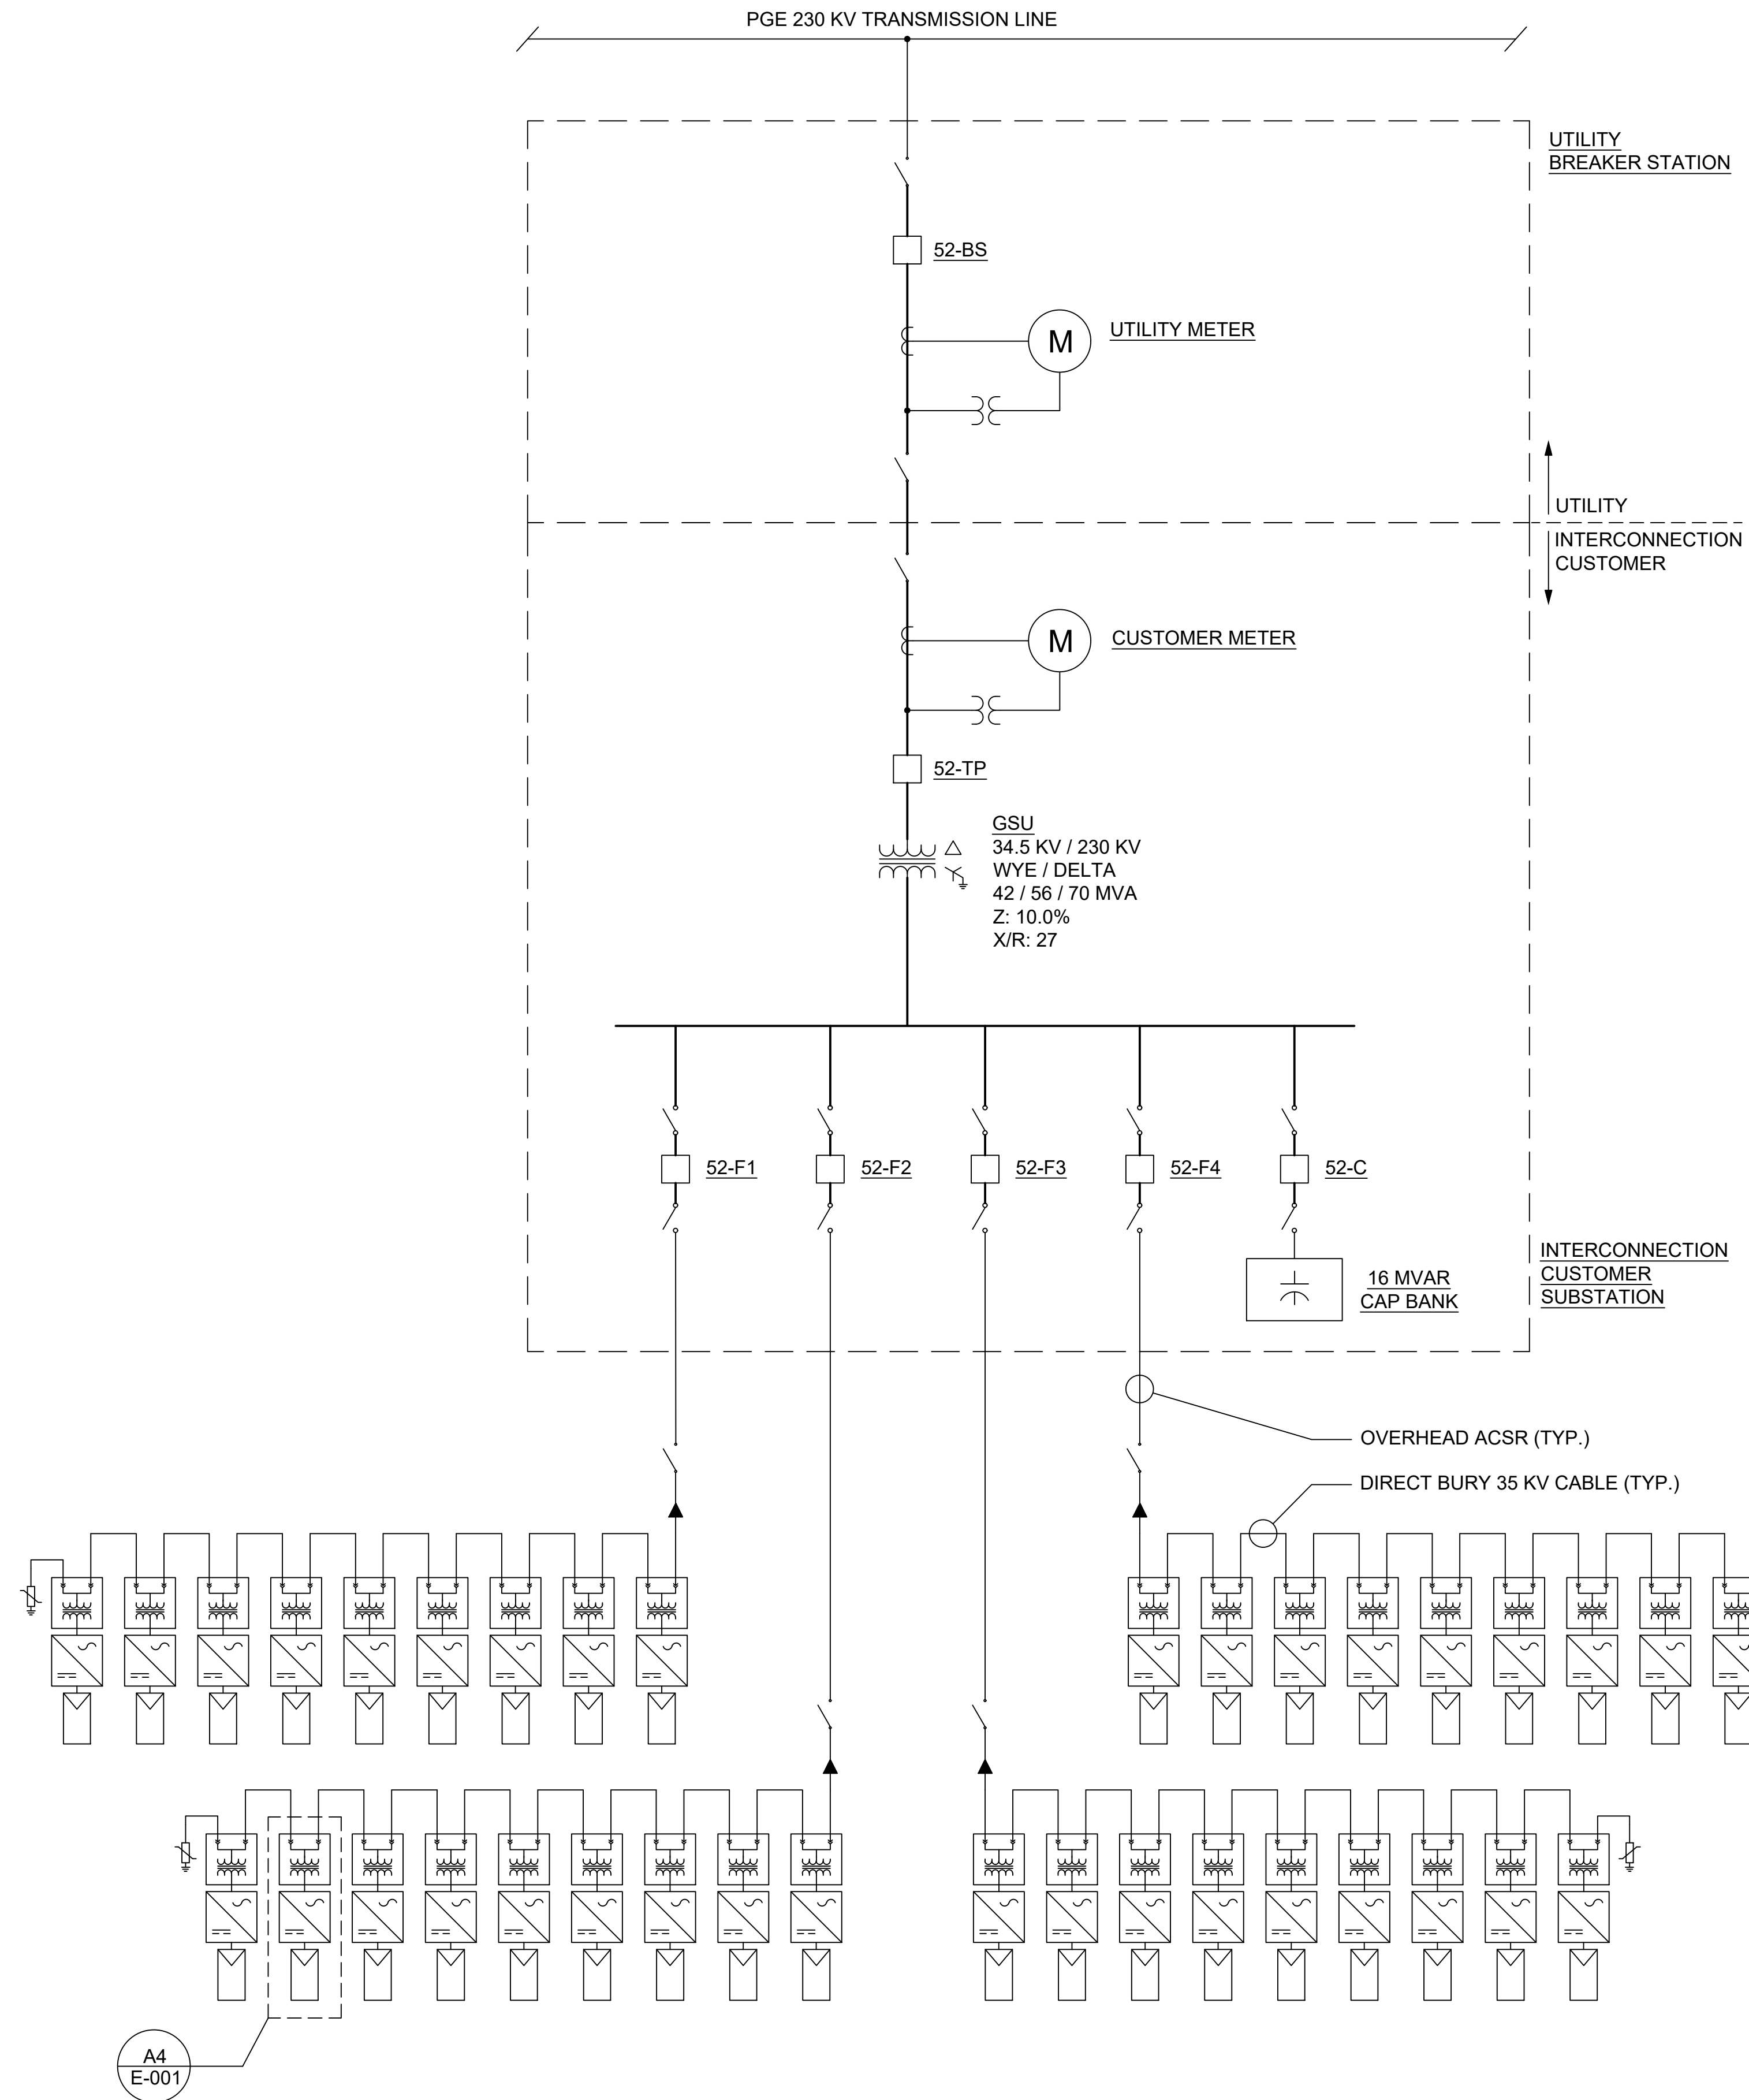 PGE 230 KV TRANSMISSION LINE
UTILITY
BREAKER STATION
52-BS
M
UTILITY METER
UTILITY
INTERCONNECTION
CUSTOMER
M
CUSTOMER METER
52-TP
GSU
34.5 KV / 230 KV
WYE / DELTA
42 / 56 / 70 MVA
Z: 10.0%
X/R: 27
52-F1
52-F2
52-F3
52-F4
52-C
16 MVAR
CAP BANK
INTERCONNECTION
CUSTOMER
SUBSTATION
OVERHEAD ACSR (TYP.)
DIRECT BURY 35 KV CABLE (TYP.)
A4
E-001